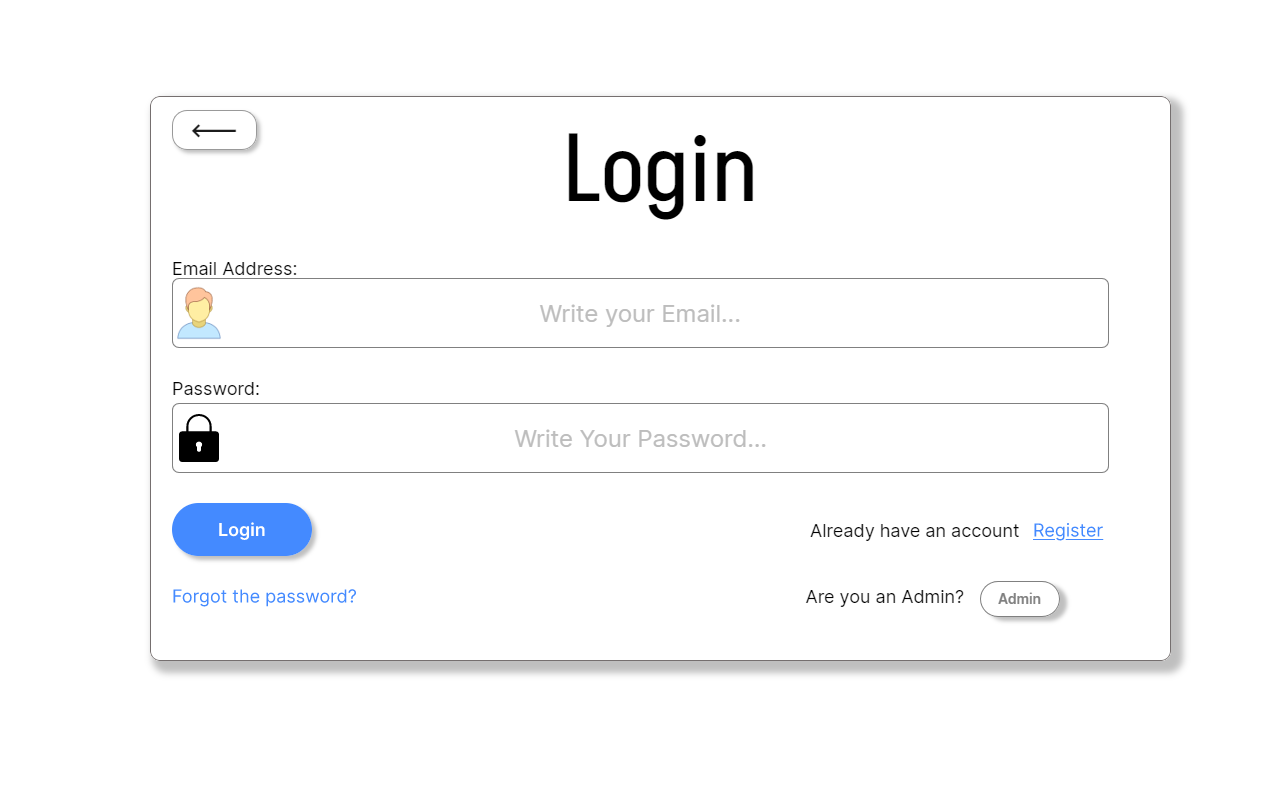 Login
Email Address:
Write your Email...
Password:
Write Your Password...
Login
Already have an account Register
Forgot the password?
Are you an Admin? Admin